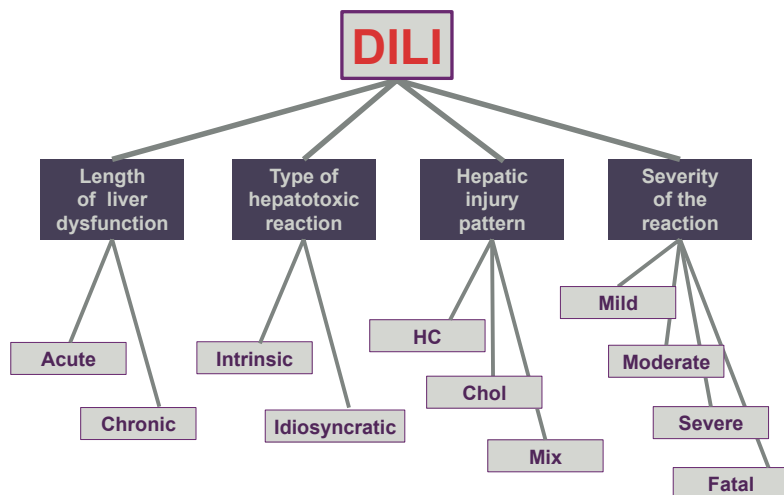 DILI
Length
of liver
dysfunction
Type of
hepatotoxic
reaction
Hepatic
injury
pattern
Severity
of the
reaction
Acute
Chronic
Intrinsic
Idiosyncratic
HC
Chol
Mix
Mild
Moderate
Severe
Fatal